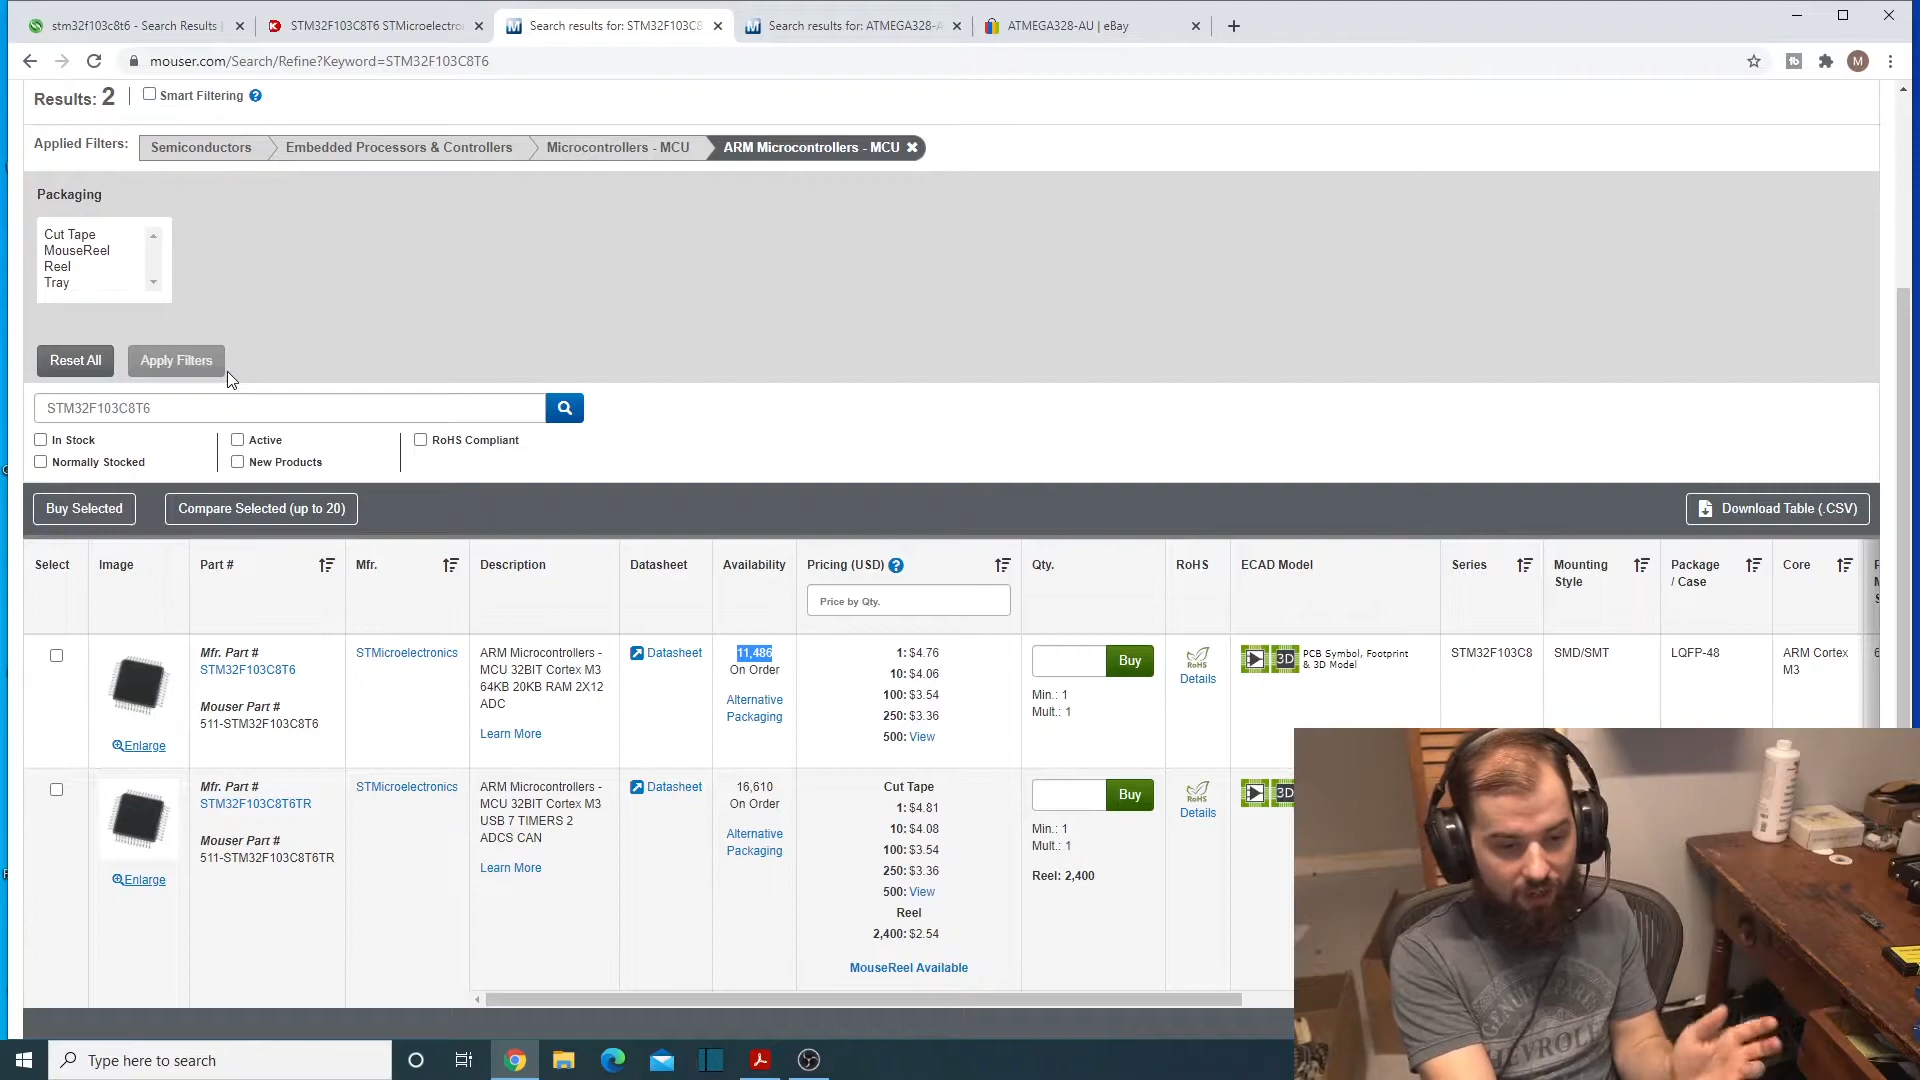 stm32f103c8t6 - Search Results |
STM32F103C8T6 STMicroelectron
Search results for: STM32F103C8
Search results for: ATMEGA328-A
ATMEGA328-AU | eBay
mouser.com/Search/Refine?Keyword=STM32F103C8T6
M
Results: 2
Smart Filtering
Applied Filters:
Semiconductors
Embedded Processors & Controllers
Microcontrollers - MCU
ARM Microcontrollers - MCU
Packaging
Cut Tape
MouseReel
Reel
Tray
Reset All
Apply Filters
STM32F103C8T6
In Stock
Active
RoHS Compliant
Normally Stocked
New Products
Buy Selected
Compare Selected (up to 20)
Download Table (.CSV)
Select
Image
Part #
Mfr.
Description
Datasheet
Availability
Pricing (USD)
Price by Qty.
Qty.
RoHS
ECAD Model
Series
Mounting
Style
Package
/ Case
Core
Mfr. Part #
STM32F103C8T6
Mouser Part #
511-STM32F103C8T6
Enlarge
STMicroelectronics
ARM Microcontrollers -
MCU 32BIT Cortex M3
64KB 20KB RAM 2X12
ADC
Learn More
Datasheet
11,486
On Order
Alternative
Packaging
1: $4.76
10: $4.06
100: $3.54
250: $3.36
500: View
Buy
Min.: 1
Mult.: 1
RoHS
Details
3D
PCB Symbol, Footprint
& 3D Model
STM32F103C8
SMD/SMT
LQFP-48
ARM Cortex
M3
Mfr. Part #
STM32F103C8T6TR
Mouser Part #
511-STM32F103C8T6TR
Enlarge
STMicroelectronics
ARM Microcontrollers -
MCU 32BIT Cortex M3
USB 7 TIMERS 2
ADCS CAN
Learn More
Datasheet
16,610
On Order
Alternative
Packaging
Cut Tape
1: $4.81
10: $4.08
100: $3.54
250: $3.36
500: View
Reel
2,400: $2.54
MouseReel Available
Buy
Min.: 1
Mult.: 1
Reel: 2,400
RoHS
Details
3D
GENUINE PARTS
CHEVROLET
Type here to search